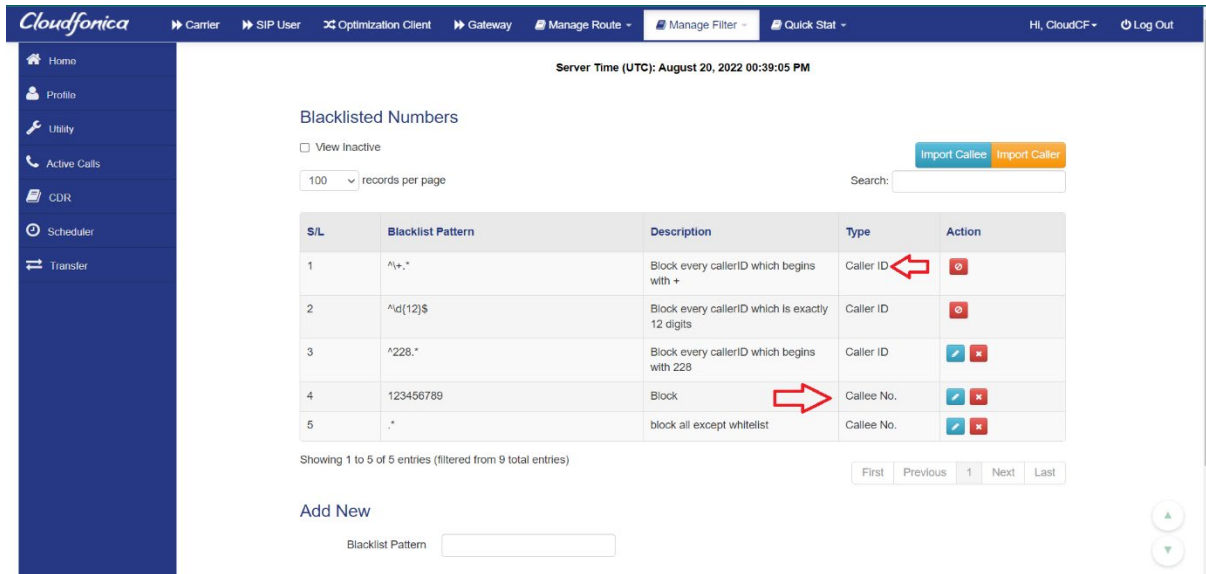 Cloudfonica
Carrier SIP User Optimization Client Gateway Manage Route Manage Filter Quick Stat Hi, CloudCF Log Out
Home
Profile
Utility
Active Calls
CDR
Scheduler
Transfer
Server Time (UTC): August 20, 2022 00:39:05 PM
Blacklisted Numbers
View Inactive
Import Callee Import Caller
100 records per page
Search:
S/L Blacklist Pattern Description Type Action
1 ^\+.* Block every callerID which begins Caller ID
with +
2 ^\d{12}$ Block every callerID which is exactly Caller ID
12 digits
3 ^228.* Block every callerID which begins Caller ID
with 228
4 123456789 Block Callee No.
5 .* block all except whitelist Callee No.
Showing 1 to 5 of 5 entries (filtered from 9 total entries)
First Previous 1 Next Last
Add New
Blacklist Pattern